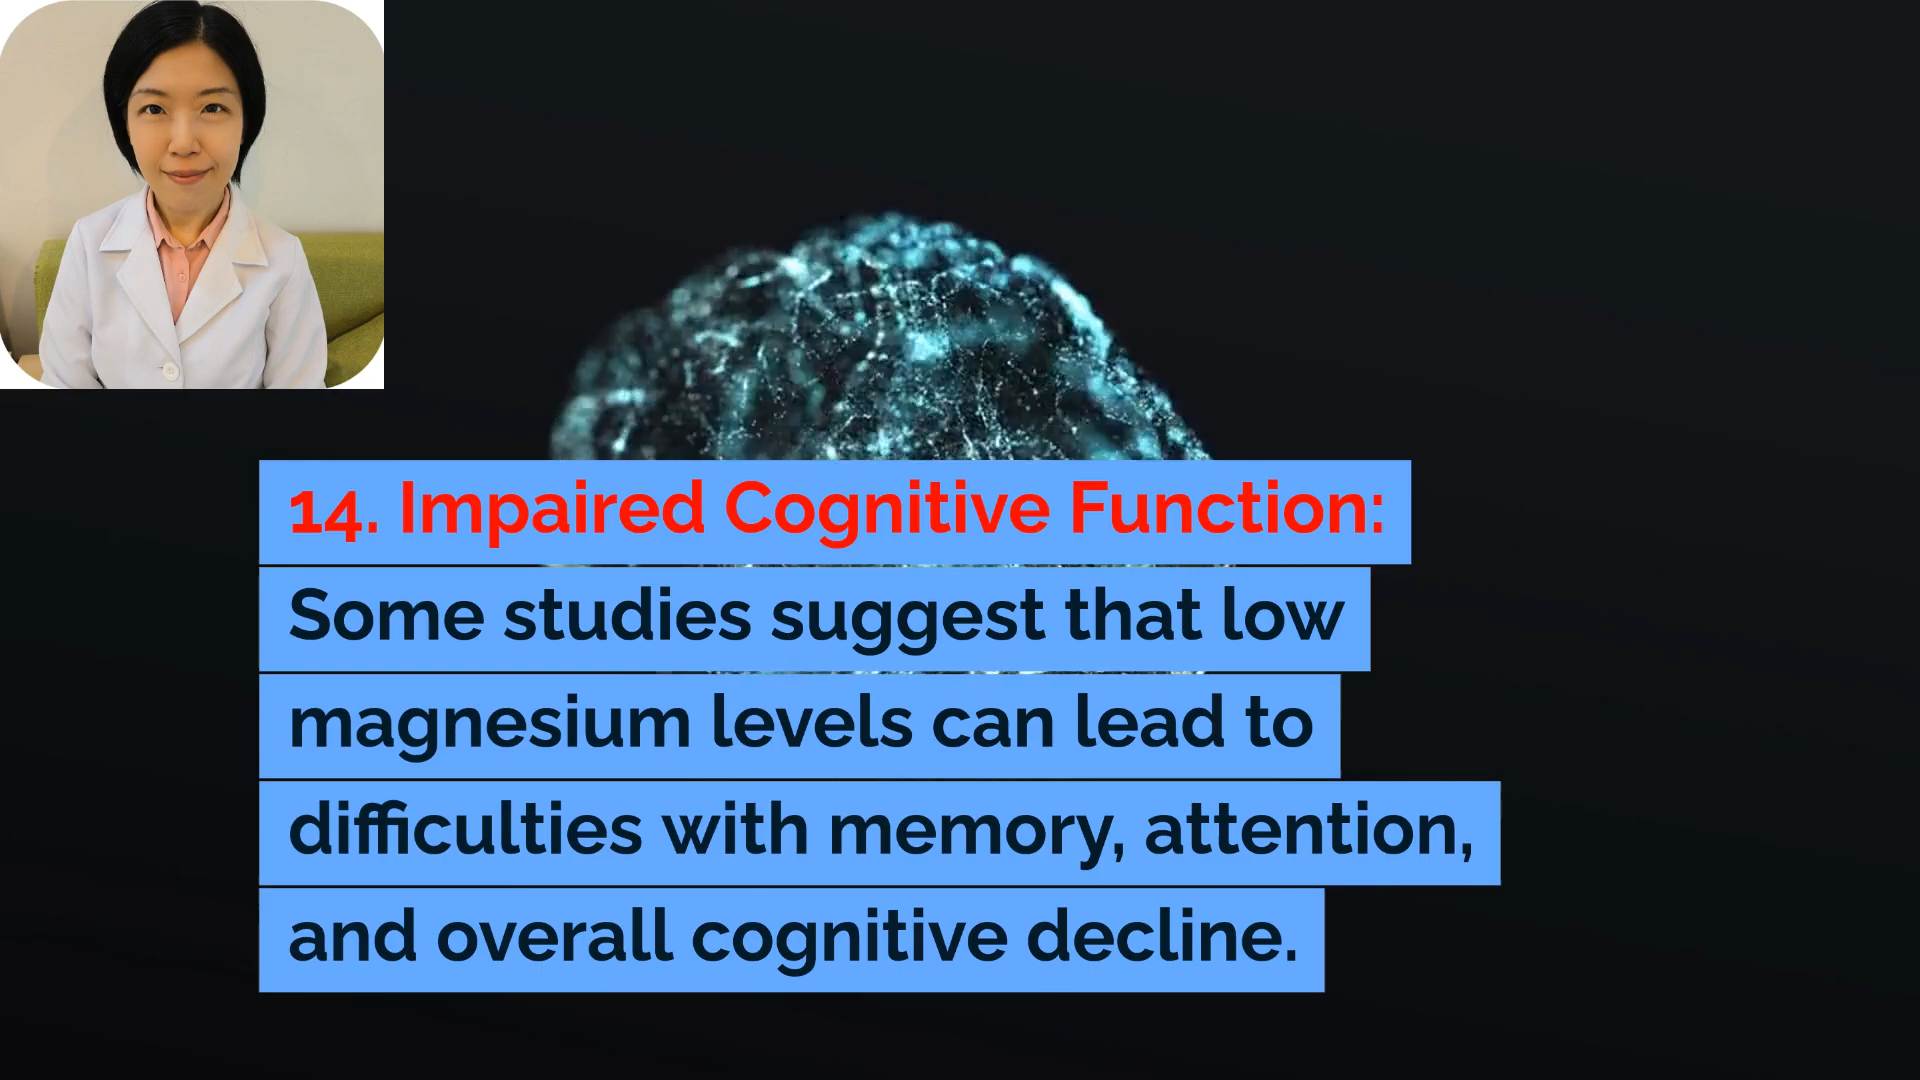 14. Impaired Cognitive Function:
Some studies suggest that low
magnesium levels can lead to
difficulties with memory, attention,
and overall cognitive decline.